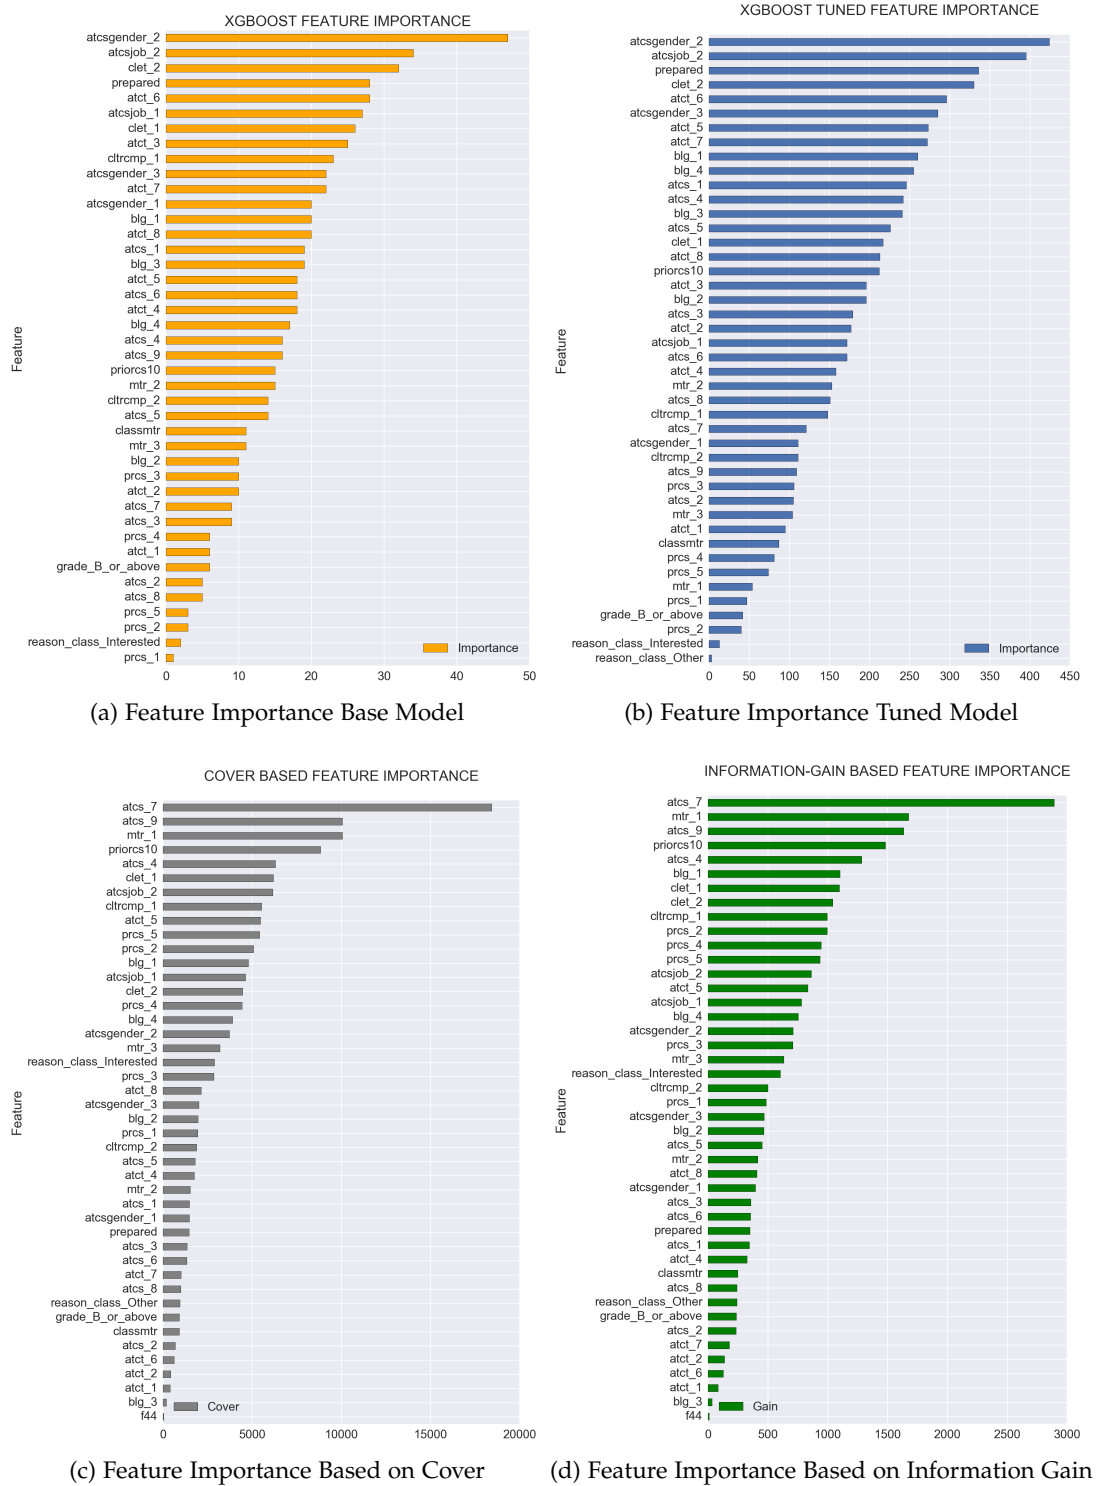 XGBOOST FEATURE IMPORTANCE
atcsgender_2
atcsjob_2
clet_2
prepared
atct_6
atcsjob_1
clet_1
atct_3
cltrcmp_1
atcsgender_3
atct_7
atcsgender_1
blg_1
atct_8
atcs_1
blg_3
atct_5
atcs_6
atct_4
blg_4
atcs_4
atcs_9
priorcs10
mtr_2
cltrcmp_2
atcs_5
classmtr
mtr_3
blg_2
prcs_3
atct_2
atcs_7
atcs_3
prcs_4
atct_1
grade_B_or_above
atcs_2
atcs_8
prcs_5
prcs_2
reason_class_Interested
prcs_1
Feature
Importance
0 10 20 30 40 50
(a) Feature Importance Base Model
XGBOOST TUNED FEATURE IMPORTANCE
atcsgender_2
atcsjob_2
prepared
clet_2
atct_6
atcsgender_3
atct_5
atct_7
blg_1
blg_4
atcs_1
atcs_4
blg_3
atcs_5
clet_1
atct_8
priorcs10
atct_3
blg_2
atcs_3
atct_2
atcsjob_1
atcs_6
atct_4
mtr_2
atcs_8
cltrcmp_1
atcs_7
atcsgender_1
cltrcmp_2
atcs_9
prcs_3
atcs_2
mtr_3
atct_1
classmtr
prcs_4
prcs_5
mtr_1
prcs_1
grade_B_or_above
prcs_2
reason_class_Interested
reason_class_Other
Feature
Importance
0 50 100 150 200 250 300 350 400 450
(b) Feature Importance Tuned Model
COVER BASED FEATURE IMPORTANCE
atcs_7
atcs_9
mtr_1
priorcs10
atcs_4
clet_1
atcsjob_2
cltrcmp_1
atct_5
prcs_5
prcs_2
blg_1
atcsjob_1
clet_2
prcs_4
blg_4
atcsgender_2
mtr_3
reason_class_Interested
prcs_3
atct_8
atcsgender_3
blg_2
prcs_1
cltrcmp_2
atcs_5
atct_4
mtr_2
atcs_1
atcsgender_1
prepared
atcs_3
atcs_6
atct_7
atcs_8
reason_class_Other
grade_B_or_above
classmtr
atcs_2
atct_6
atct_2
atct_1
blg_3
f44
Feature
Cover
0 5000 10000 15000 20000
(c) Feature Importance Based on Cover
INFORMATION-GAIN BASED FEATURE IMPORTANCE
atcs_7
mtr_1
atcs_9
priorcs10
atcs_4
blg_1
clet_1
clet_2
cltrcmp_1
prcs_2
prcs_4
prcs_5
atcsjob_2
atct_5
atcsjob_1
blg_4
atcsgender_2
prcs_3
mtr_3
reason_class_Interested
cltrcmp_2
prcs_1
atcsgender_3
blg_2
atcs_5
mtr_2
atct_8
atcsgender_1
atcs_3
atcs_6
prepared
atcs_1
atct_4
classmtr
atcs_8
reason_class_Other
grade_B_or_above
atcs_2
atct_7
atct_2
atct_6
atct_1
blg_3
f44
Feature
Gain
0 500 1000 1500 2000 2500 3000
(d) Feature Importance Based on Information Gain